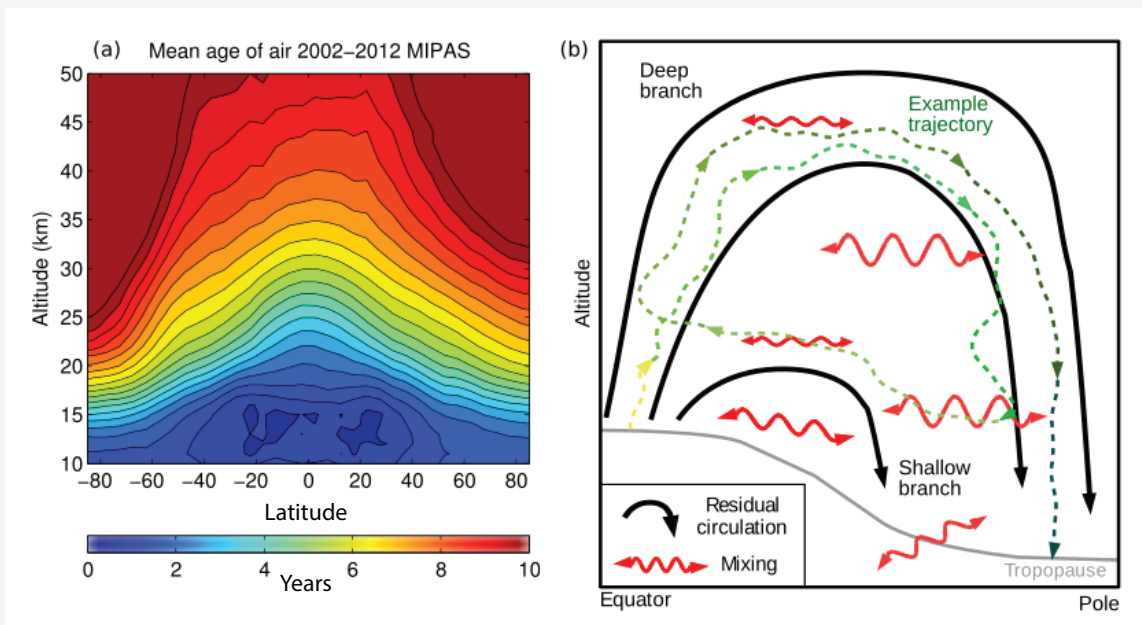 (a) Mean age of air 2002−2012 MIPAS
50
45
40
35
30
25
20
15
10
Altitude (km)
−80 −60 −40 −20 0 20 40 60 80
Latitude
0 2 4 6 8 10
Years
(b)
Deep
branch
Example
trajectory
Altitude
Shallow
branch
Residual
circulation
Mixing
Tropopause
Equator
Pole